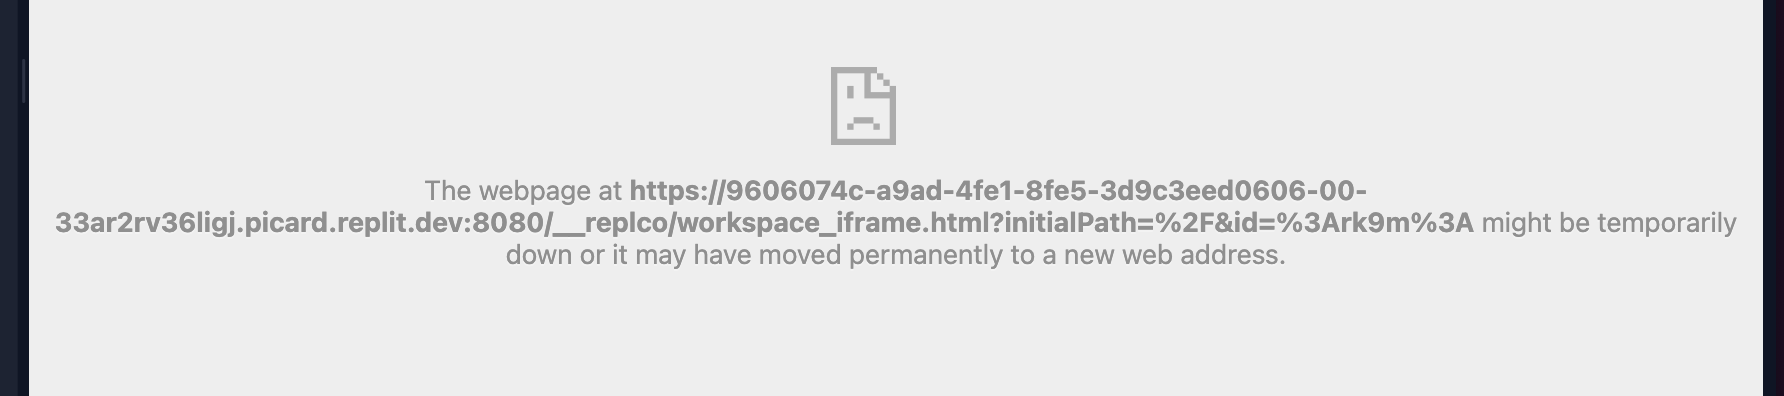 The webpage at https://9606074c-a9ad-4fe1-8fe5-3d9c3eed0606-00-
33ar2rv36ligj.picard.replit.dev:8080/__replco/workspace_iframe.html?initialPath=%2F&id=%3Ark9m%3A might be temporarily
down or it may have moved permanently to a new web address.